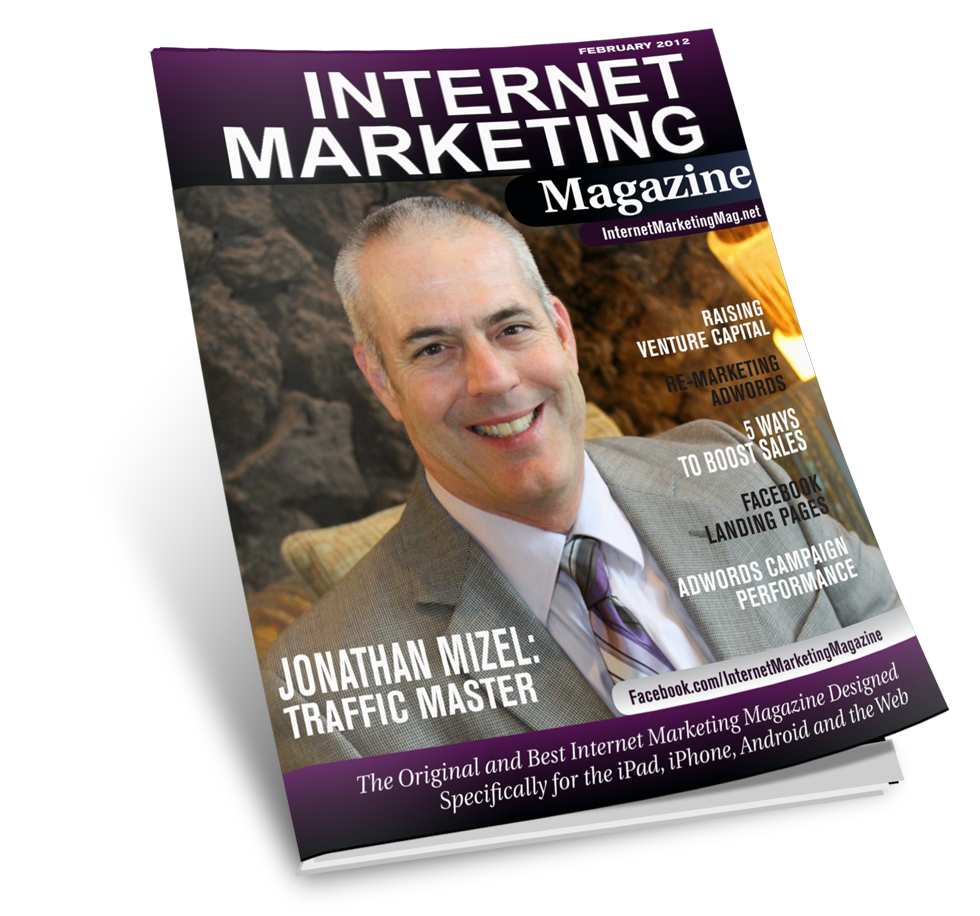 FEBRUARY 2012
INTERNET
MARKETING
Magazine
InternetMarketingMag.net
RAISING
VENTURE CAPITAL
RE-MARKETING
ADWORDS
5 WAYS
TO BOOST SALES
FACEBOOK
LANDING PAGES
ADWORDS CAMPAIGN
PERFORMANCE
JONATHAN MIZEL:
TRAFFIC MASTER
Facebook.com/InternetMarketingMagazine
The Original and Best Internet Marketing Magazine Designed
Specifically for the iPad, iPhone, Android and the Web